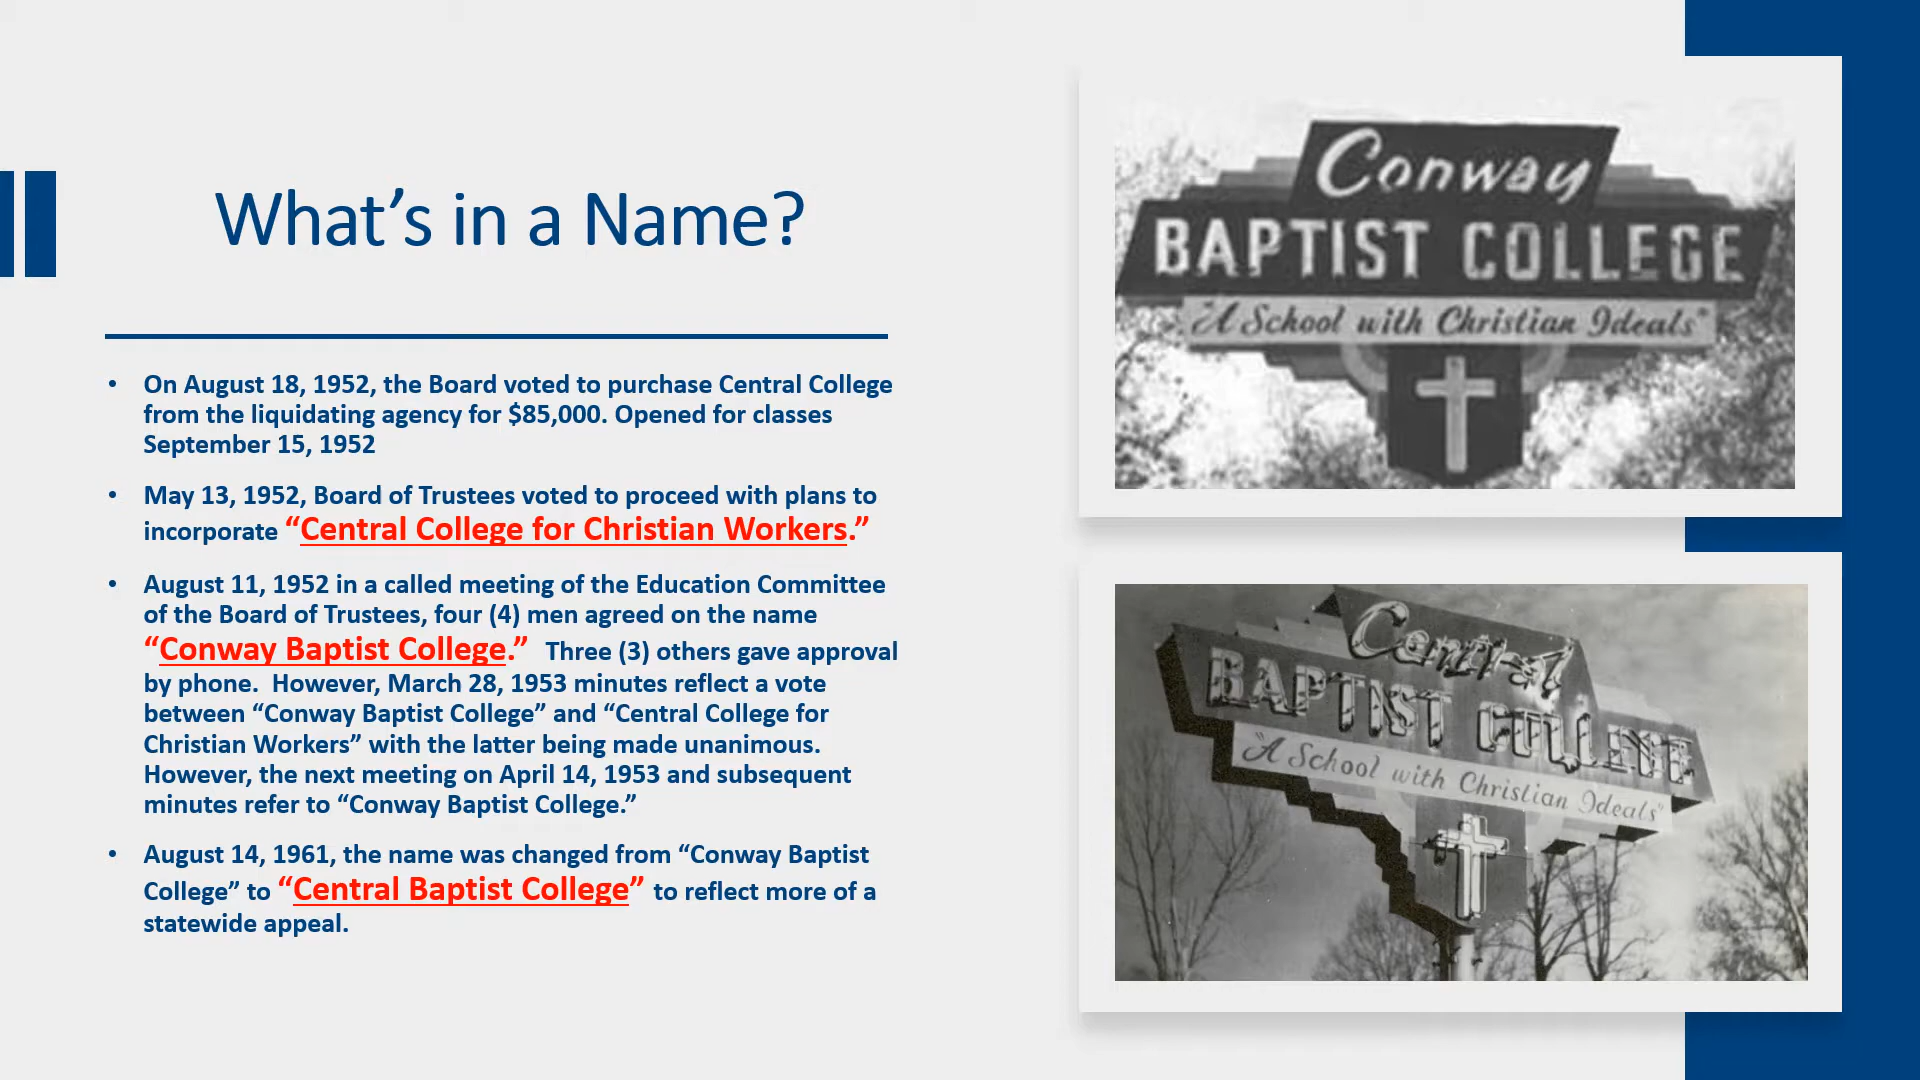 What’s in a Name?
• On August 18, 1952, the Board voted to purchase Central College
from the liquidating agency for $85,000. Opened for classes
September 15, 1952
• May 13, 1952, Board of Trustees voted to proceed with plans to
incorporate “Central College for Christian Workers.”
• August 11, 1952 in a called meeting of the Education Committee
of the Board of Trustees, four (4) men agreed on the name
“Conway Baptist College.”  Three (3) others gave approval
by phone.  However, March 28, 1953 minutes reflect a vote
between “Conway Baptist College” and “Central College for
Christian Workers” with the latter being made unanimous.
However, the next meeting on April 14, 1953 and subsequent
minutes refer to “Conway Baptist College.”
• August 14, 1961, the name was changed from “Conway Baptist
College” to “Central Baptist College” to reflect more of a
statewide appeal.
Conway
BAPTIST COLLEGE
"A School with Christian Ideals"
Central
BAPTIST COLLEGE
"A School with Christian Ideals"